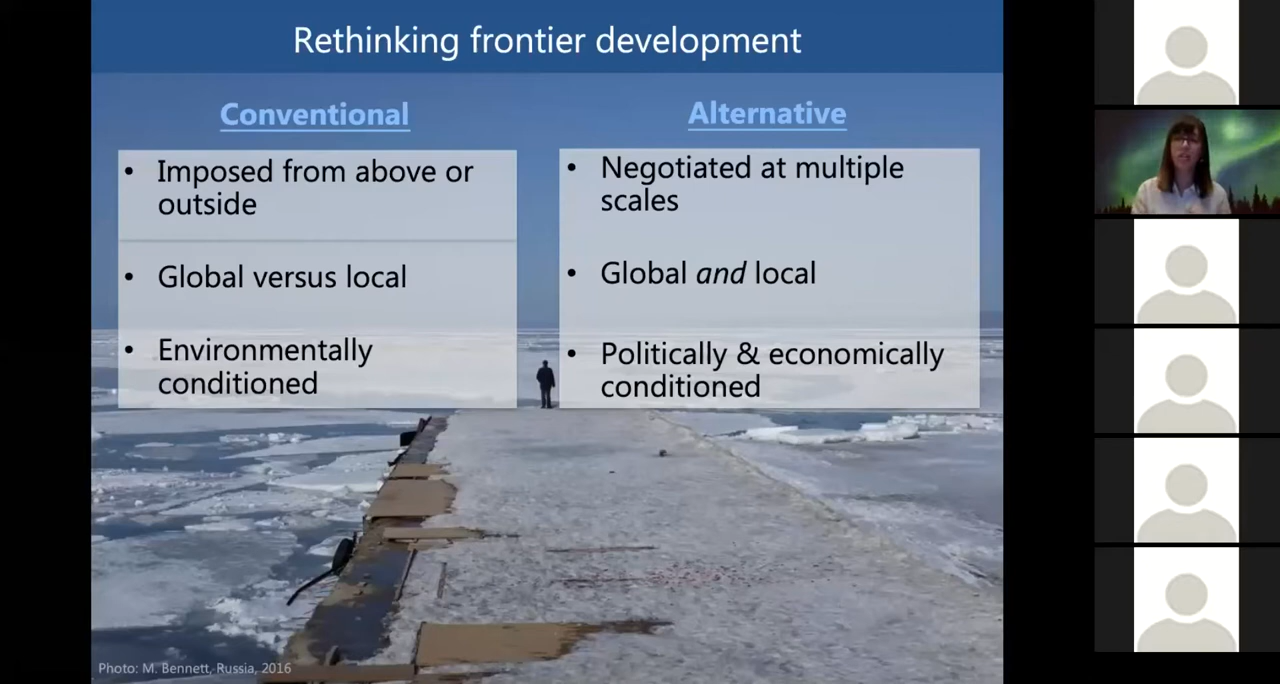 Rethinking frontier development
Conventional
• Imposed from above or
outside
• Global versus local
• Environmentally
conditioned
Alternative
• Negotiated at multiple
scales
• Global and local
• Politically & economically
conditioned
Photo: M. Bennett, Russia, 2016